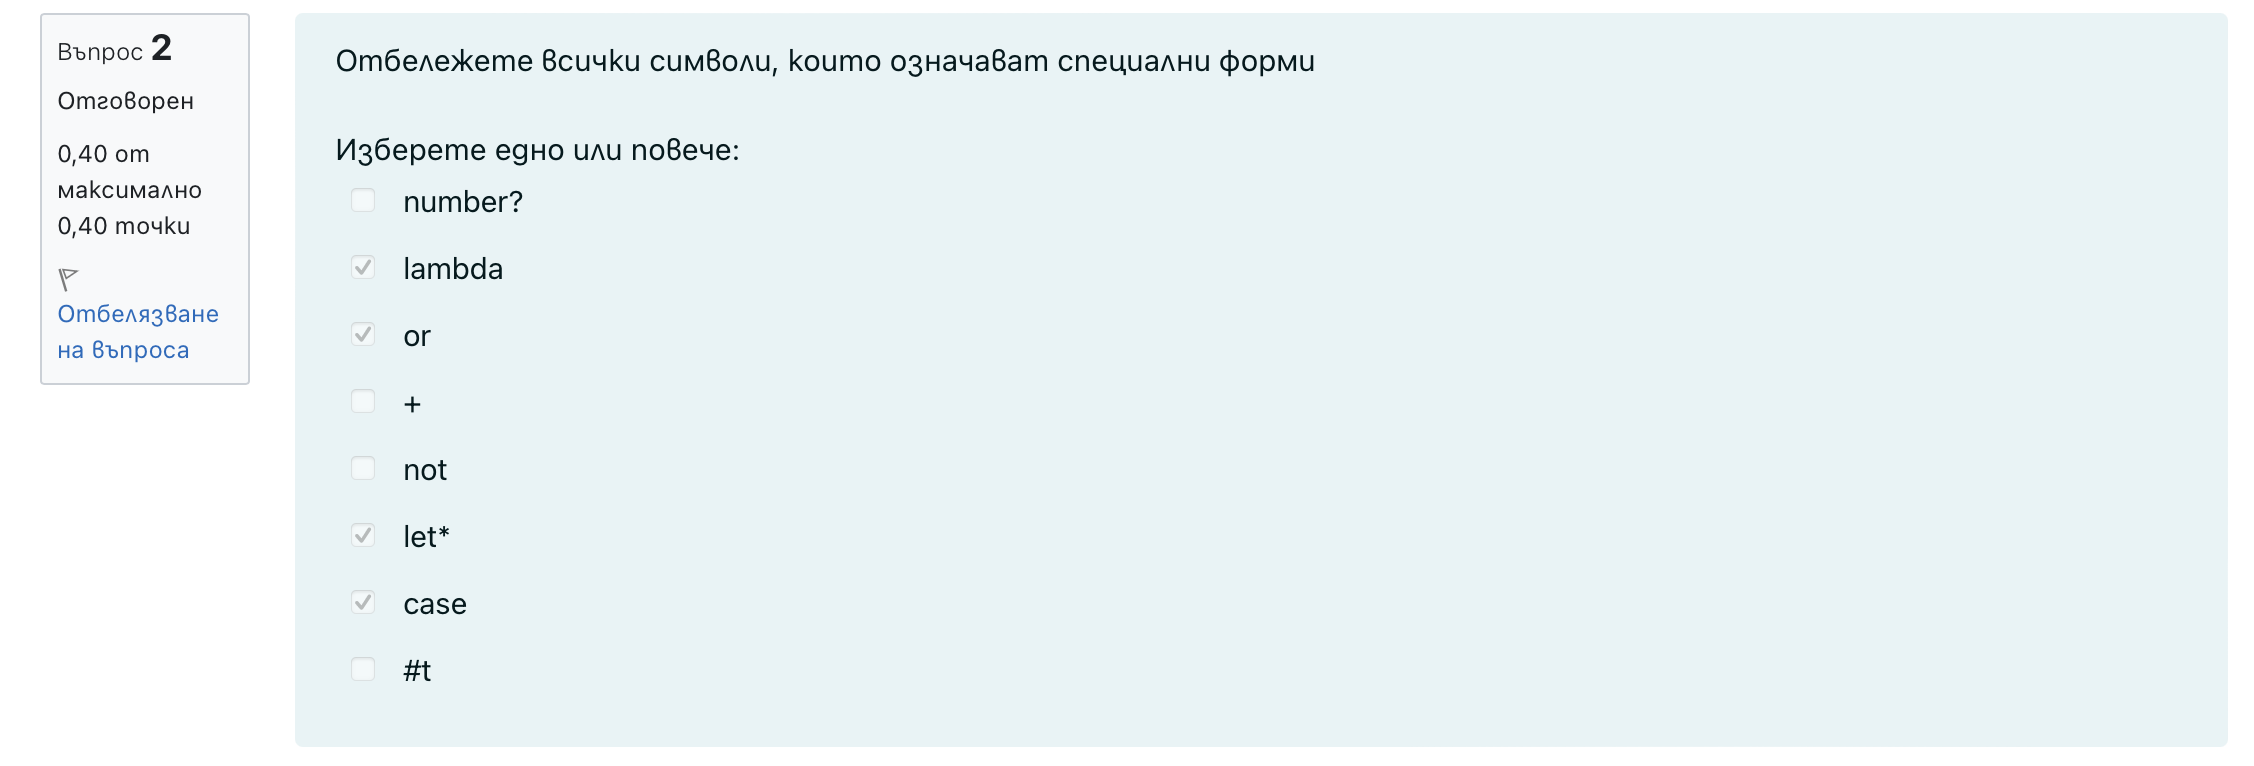 Въпрос 2
Отговорен
0,40 от
максимално
0,40 точки
Отбелязване
на въпроса
Отбележете всички символи, които означават специални форми
Изберете едно или повече:
number?
lambda
or
+
not
let*
case
#t